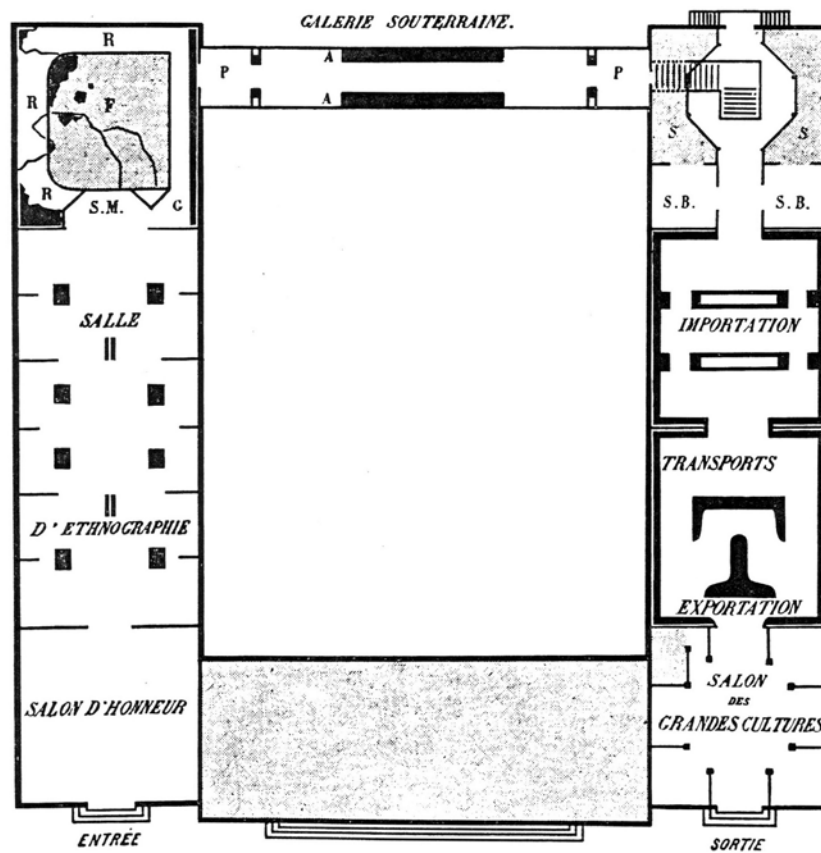 GALERIE SOUTERRAINE.
R
A
P
P
R
F
A
S
S
R
S.M.
G
S.B.
S.B.
SALLE
IMPORTATION
TRANSPORTS
D'ETHNOGRAPHIE
EXPORTATION
SALON D'HONNEUR
SALON
DES
GRANDES CULTURES
ENTRÉE
SORTIE